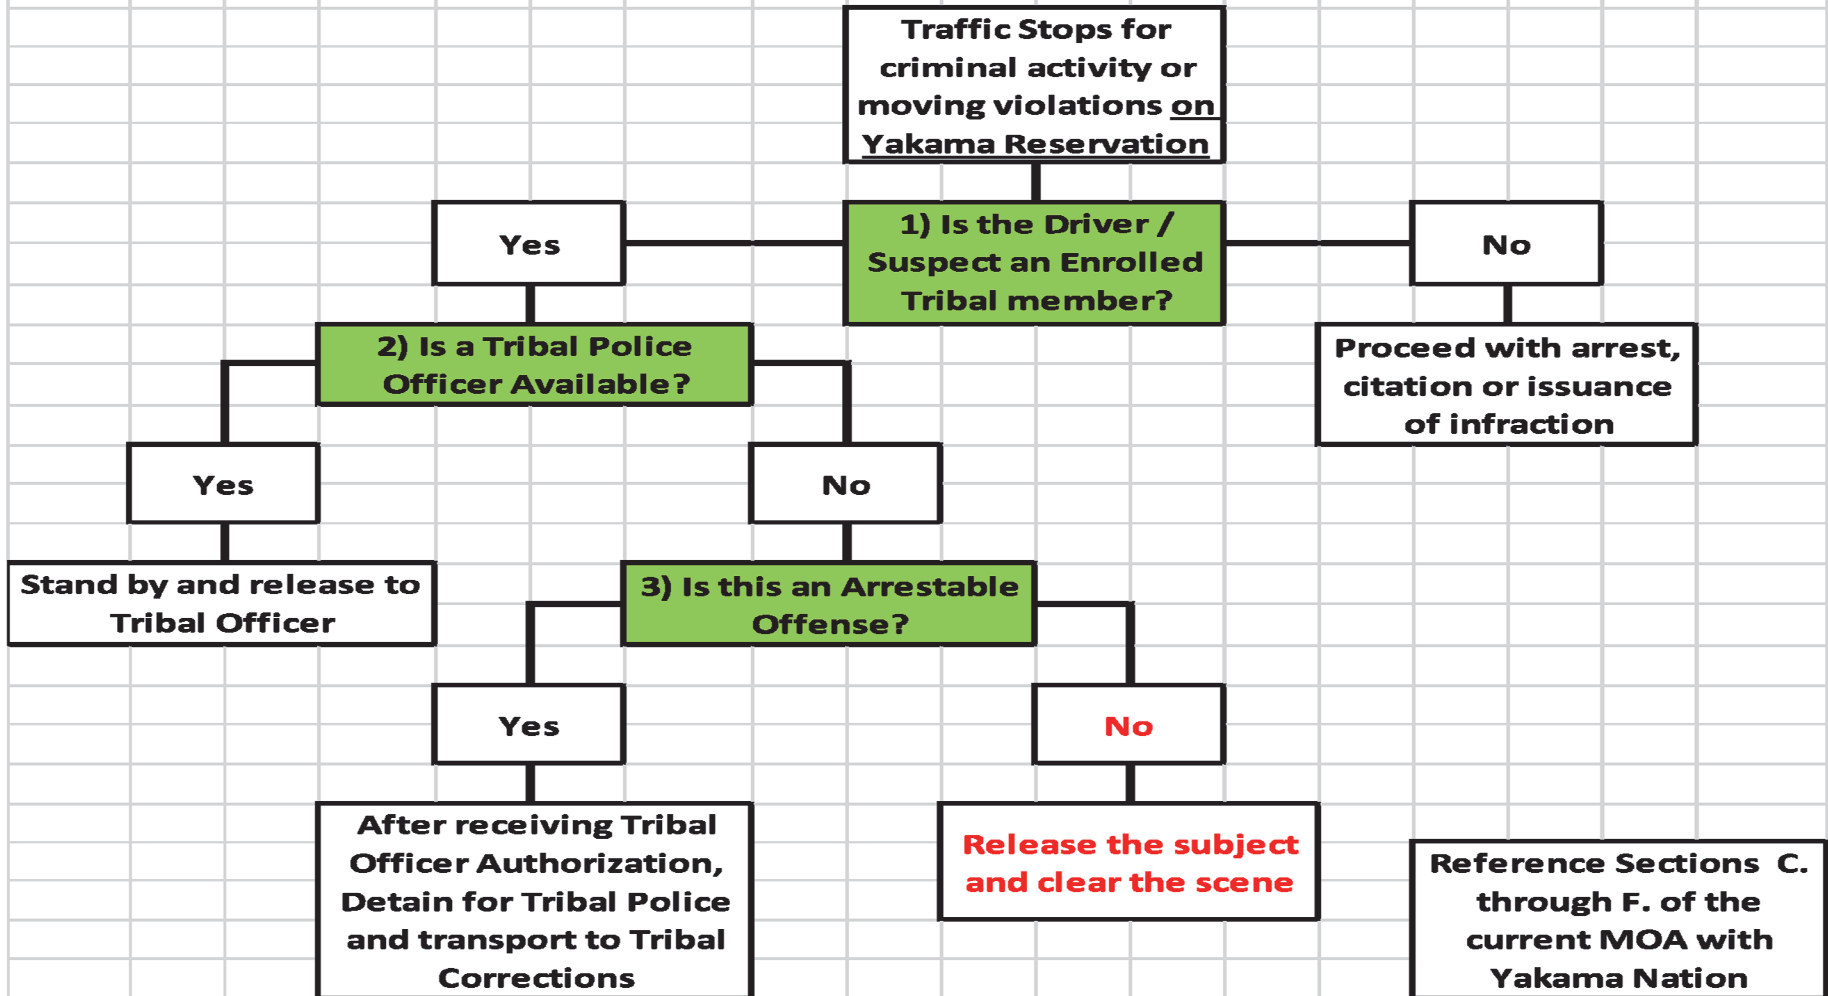 Traffic Stops for
criminal activity or
moving violations on
Yakama Reservation
Yes
1) Is the Driver /
Suspect an Enrolled
Tribal member?
No
2) Is a Tribal Police
Officer Available?
Proceed with arrest,
citation or issuance
of infraction
Yes
No
Stand by and release to
Tribal Officer
3) Is this an Arrestable
Offense?
Yes
No
After receiving Tribal
Officer Authorization,
Detain for Tribal Police
and transport to Tribal
Corrections
Release the subject
and clear the scene
Reference Sections C.
through F. of the
current MOA with
Yakama Nation